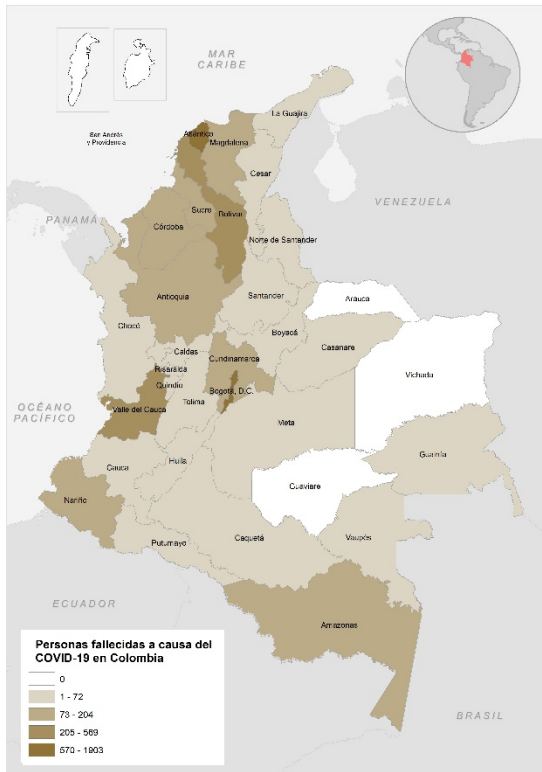 MAR
CARIBE
La Guajira
San Andrés
y Providencia
Atlántico
Magdalena
Cesar
VENEZUELA
Sucre
Bolívar
PANAMÁ
Córdoba
Norte de Santander
Antioquia
Santander
Arauca
Chocó
Boyacá
Casanare
Caldas
Cundinamarca
Risaralda
Vichada
Quindío
Bogotá, D.C.
OCÉANO
PACÍFICO
Valle del Cauca
Tolima
Meta
Guainía
Cauca
Huila
Guaviare
Nariño
Putumayo
Caquetá
Vaupés
ECUADOR
Amazonas
BRASIL
Personas fallecidas a causa del
COVID-19 en Colombia
0
1 - 72
73 - 204
205 - 569
570 - 1903